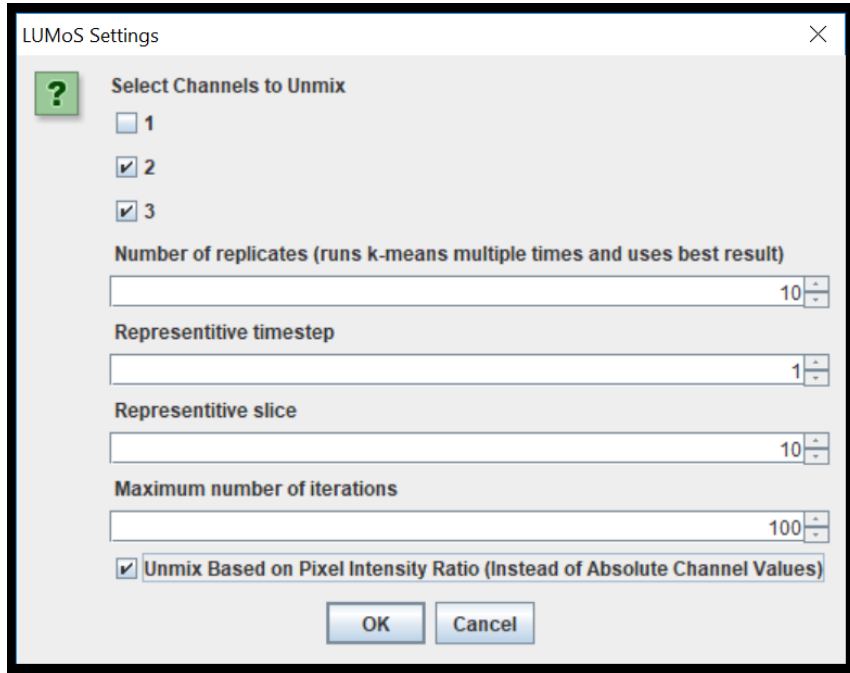 LUMoS Settings
?
Select Channels to Unmix
1
2
3
Number of replicates (runs k-means multiple times and uses best result)
10
Representitive timestep
1
Representitive slice
10
Maximum number of iterations
100
Unmix Based on Pixel Intensity Ratio (Instead of Absolute Channel Values)
OK Cancel